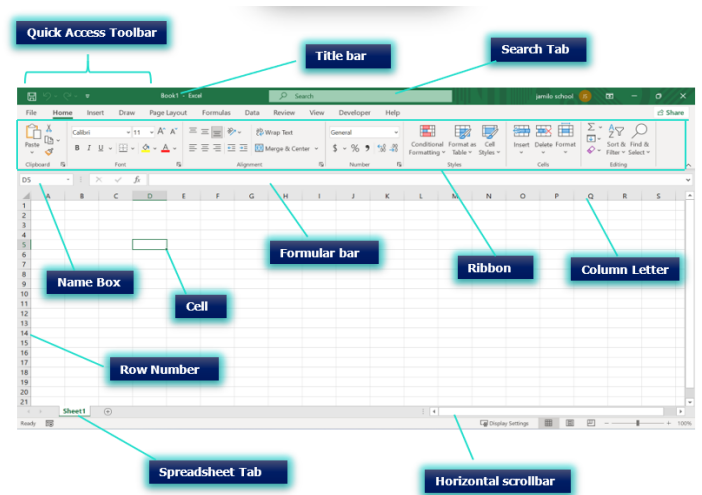 Quick Access Toolbar
Title bar
Search Tab
Book1 - Excel
Search
jamilo school
File Home Insert Draw Page Layout Formulas Data Review View Developer Help
Share
Calibri 11 A A Wrap Text General
Paste B I U A Merge & Center $ % 9
Conditional Formatting Format as Table Cell Styles
Insert Delete Format
Sort & Filter Find & Select
Clipboard Font Alignment Number Styles Cells Editing
D5 fx
A B C D E F G H I J K L M N O P Q R S
1
2
3
4
5
6
7
8
9
10
11
12
13
14
15
16
17
18
19
20
21
Formular bar
Name Box
Ribbon
Column Letter
Cell
Row Number
Sheet1
Ready Display Settings 100%
Spreadsheet Tab
Horizontal scrollbar